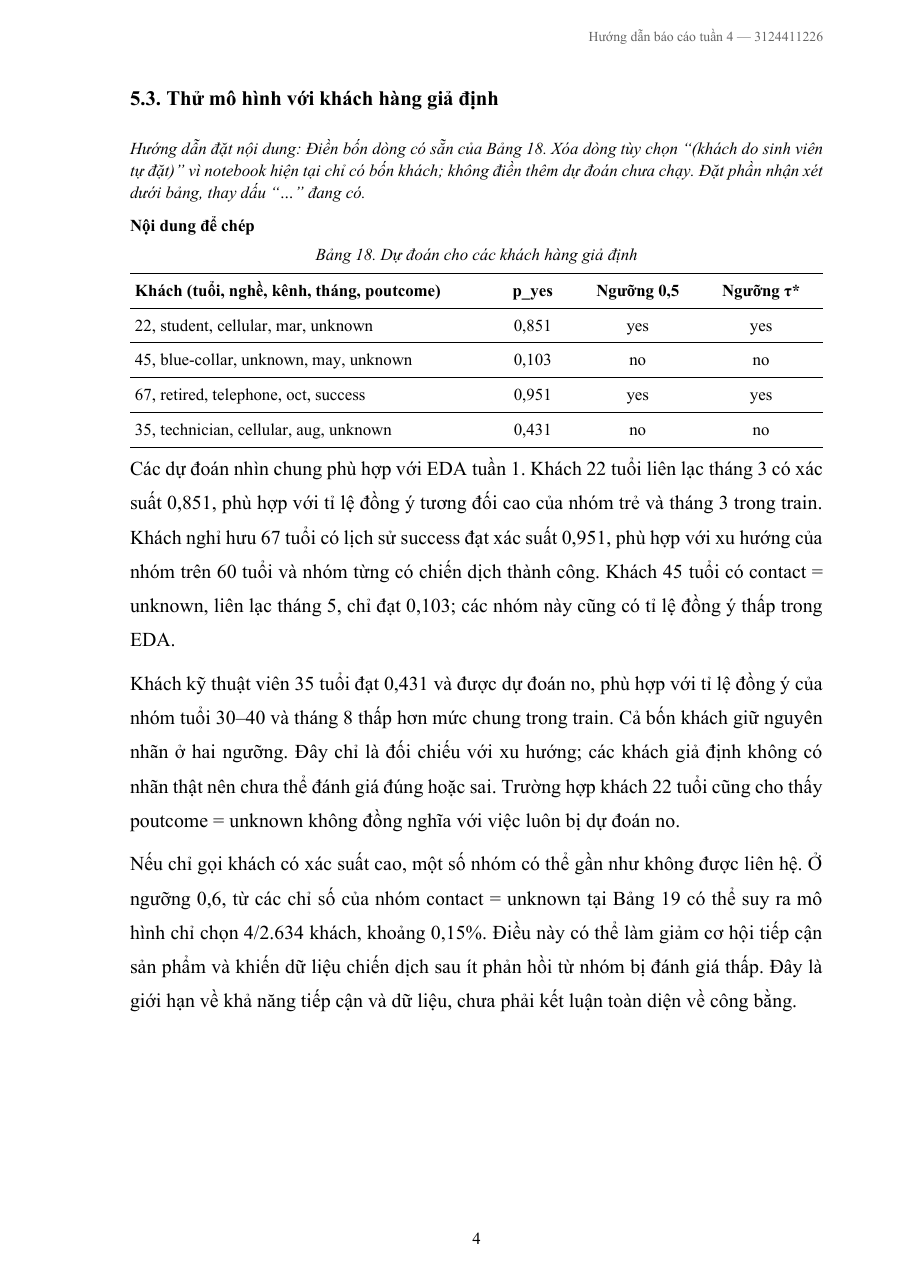 Hướng dẫn báo cáo tuần 4 — 3124411226
5.3. Thử mô hình với khách hàng giả định
Hướng dẫn đặt nội dung: Điền bốn dòng có sẵn của Bảng 18. Xóa dòng tùy chọn “(khách do sinh viên
tự đặt)” vì notebook hiện tại chỉ có bốn khách; không điền thêm dự đoán chưa chạy. Đặt phần nhận xét
dưới bảng, thay dấu “…” đang có.
Nội dung để chép
Bảng 18. Dự đoán cho các khách hàng giả định
Khách (tuổi, nghề, kênh, tháng, poutcome) p_yes Ngưỡng 0,5 Ngưỡng τ*
22, student, cellular, mar, unknown 0,851 yes yes
45, blue-collar, unknown, may, unknown 0,103 no no
67, retired, telephone, oct, success 0,951 yes yes
35, technician, cellular, aug, unknown 0,431 no no
Các dự đoán nhìn chung phù hợp với EDA tuần 1. Khách 22 tuổi liên lạc tháng 3 có xác
suất 0,851, phù hợp với tỉ lệ đồng ý tương đối cao của nhóm trẻ và tháng 3 trong train.
Khách nghỉ hưu 67 tuổi có lịch sử success đạt xác suất 0,951, phù hợp với xu hướng của
nhóm trên 60 tuổi và nhóm từng có chiến dịch thành công. Khách 45 tuổi có contact =
unknown, liên lạc tháng 5, chỉ đạt 0,103; các nhóm này cũng có tỉ lệ đồng ý thấp trong
EDA.
Khách kỹ thuật viên 35 tuổi đạt 0,431 và được dự đoán no, phù hợp với tỉ lệ đồng ý của
nhóm tuổi 30–40 và tháng 8 thấp hơn mức chung trong train. Cả bốn khách giữ nguyên
nhãn ở hai ngưỡng. Đây chỉ là đối chiếu với xu hướng; các khách giả định không có
nhãn thật nên chưa thể đánh giá đúng hoặc sai. Trường hợp khách 22 tuổi cũng cho thấy
poutcome = unknown không đồng nghĩa với việc luôn bị dự đoán no.
Nếu chỉ gọi khách có xác suất cao, một số nhóm có thể gần như không được liên hệ. Ở
ngưỡng 0,6, từ các chỉ số của nhóm contact = unknown tại Bảng 19 có thể suy ra mô
hình chỉ chọn 4/2.634 khách, khoảng 0,15%. Điều này có thể làm giảm cơ hội tiếp cận
sản phẩm và khiến dữ liệu chiến dịch sau ít phản hồi từ nhóm bị đánh giá thấp. Đây là
giới hạn về khả năng tiếp cận và dữ liệu, chưa phải kết luận toàn diện về công bằng.
4